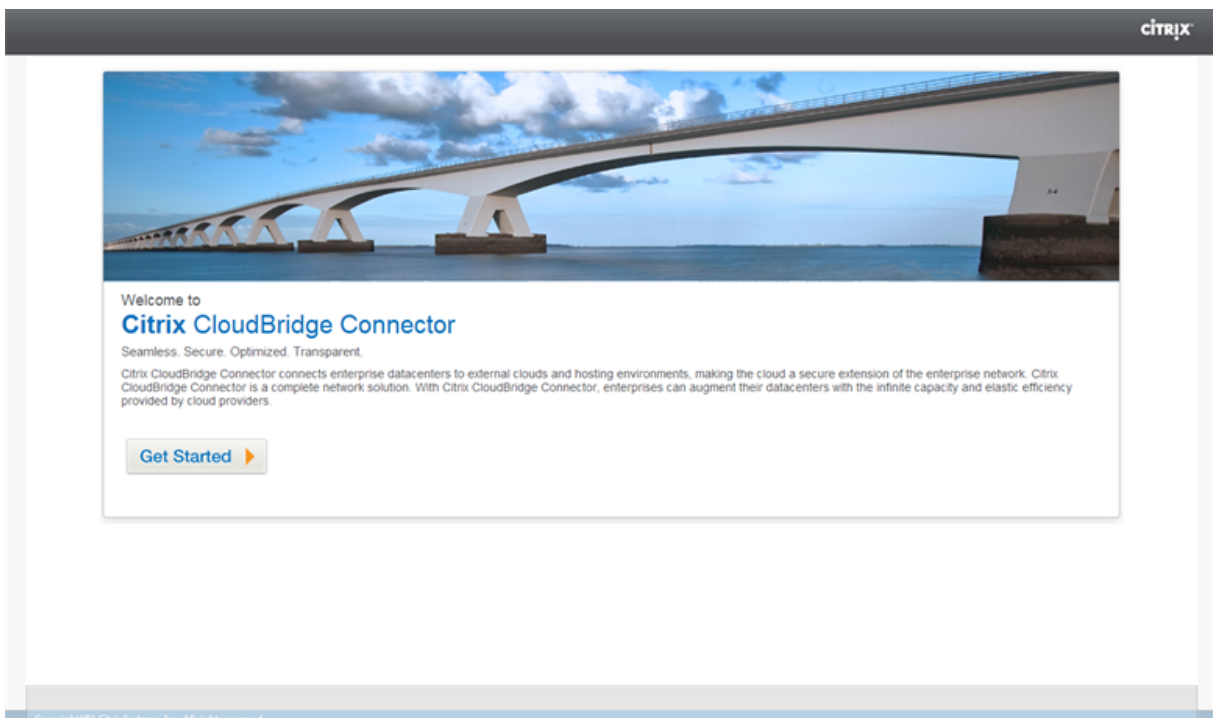 CİTRIX
Welcome to
Citrix CloudBridge Connector
Seamless. Secure. Optimized. Transparent.
Citrix CloudBridge Connector connects enterprise datacenters to external clouds and hosting environments, making the cloud a secure extension of the enterprise network. Citrix
CloudBridge Connector is a complete network solution. With Citrix CloudBridge Connector, enterprises can augment their datacenters with the infinite capacity and elastic efficiency
provided by cloud providers.
Get Started